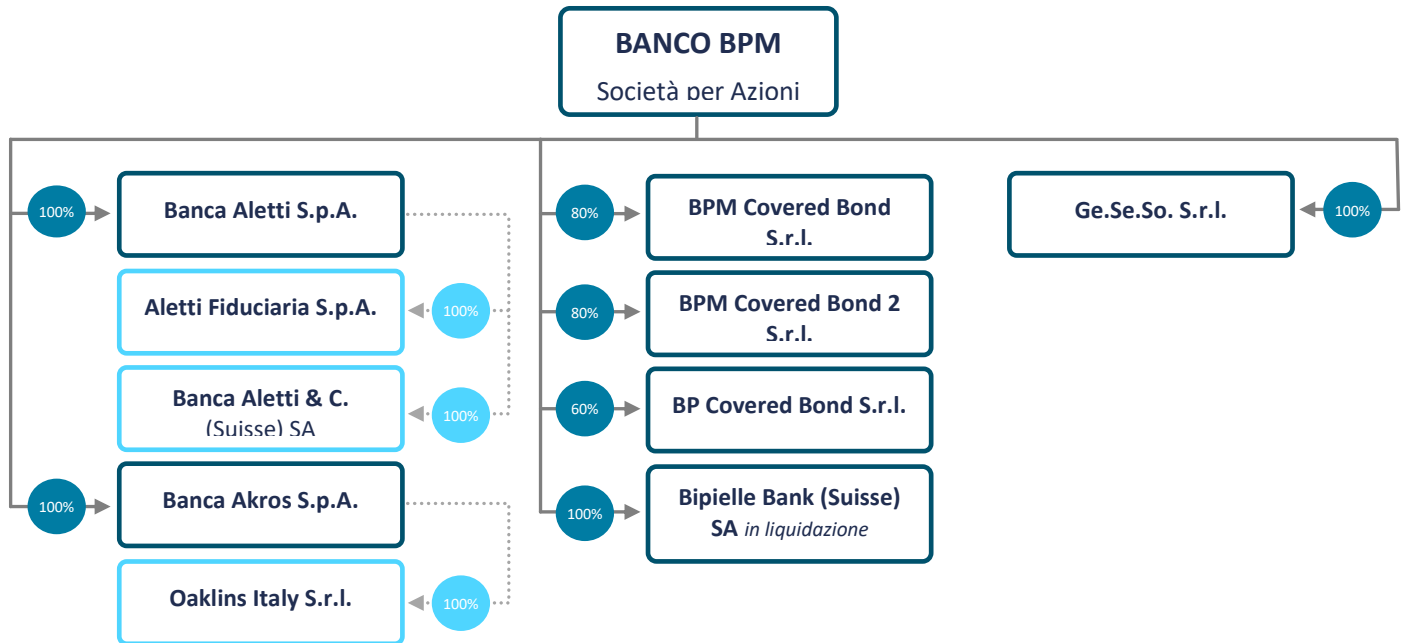 BANCO BPM
Società per Azioni
100%
Banca Aletti S.p.A.
100%
Aletti Fiduciaria S.p.A.
100%
Banca Aletti & C.
(Suisse) SA
100%
Banca Akros S.p.A.
Oaklins Italy S.r.l.
100%
80%
BPM Covered Bond
S.r.l.
80%
BPM Covered Bond 2
S.r.l.
60%
BP Covered Bond S.r.l.
100%
Bipielle Bank (Suisse)
SA in liquidazione
Ge.Se.So. S.r.l.
100%